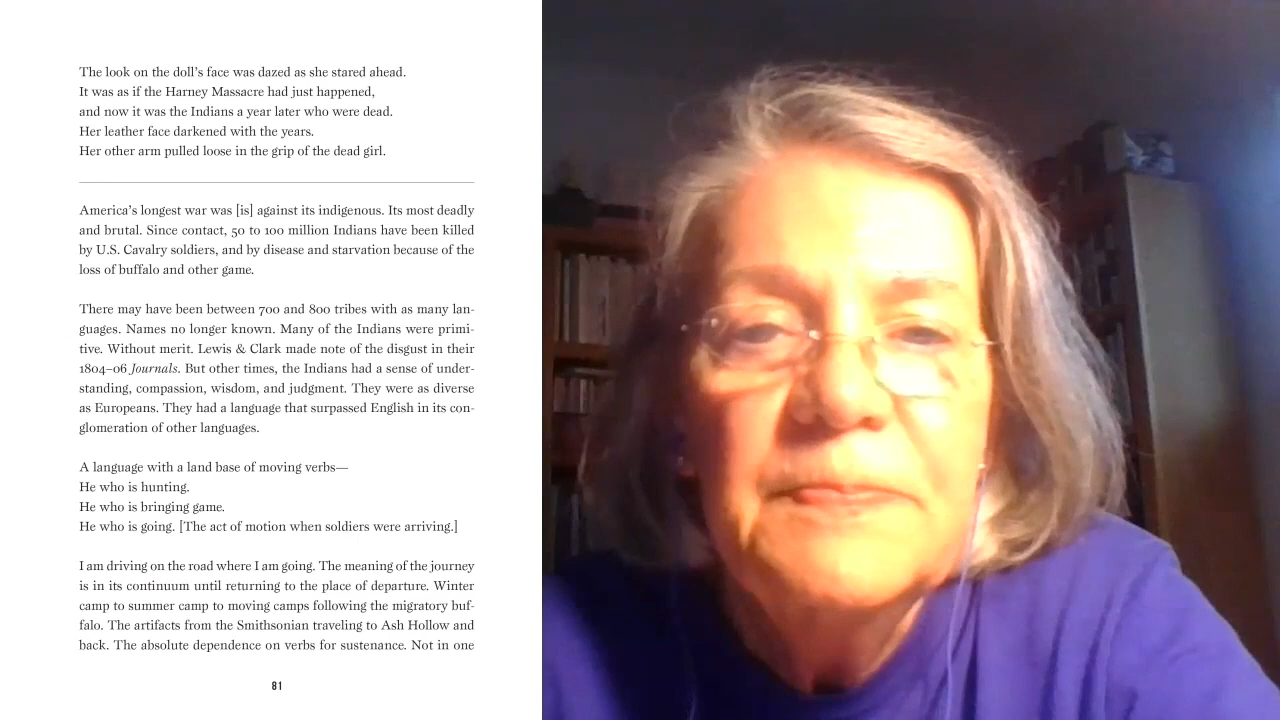 The look on the doll's face was dazed as she stared ahead.
It was as if the Harney Massacre had just happened,
and now it was the Indians a year later who were dead.
Her leather face darkened with the years.
Her other arm pulled loose in the grip of the dead girl.
America's longest war was [is] against its indigenous. Its most deadly
and brutal. Since contact, 50 to 100 million Indians have been killed
by U.S. Cavalry soldiers, and by disease and starvation because of the
loss of buffalo and other game.
There may have been between 700 and 800 tribes with as many lan-
guages. Names no longer known. Many of the Indians were primi-
tive. Without merit. Lewis & Clark made note of the disgust in their
1804–06 Journals. But other times, the Indians had a sense of under-
standing, compassion, wisdom, and judgment. They were as diverse
as Europeans. They had a language that surpassed English in its con-
glomeration of other languages.
A language with a land base of moving verbs—
He who is hunting.
He who is bringing game.
He who is going. [The act of motion when soldiers were arriving.]
I am driving on the road where I am going. The meaning of the journey
is in its continuum until returning to the place of departure. Winter
camp to summer camp to moving camps following the migratory buf-
falo. The artifacts from the Smithsonian traveling to Ash Hollow and
back. The absolute dependence on verbs for sustenance. Not in one
81